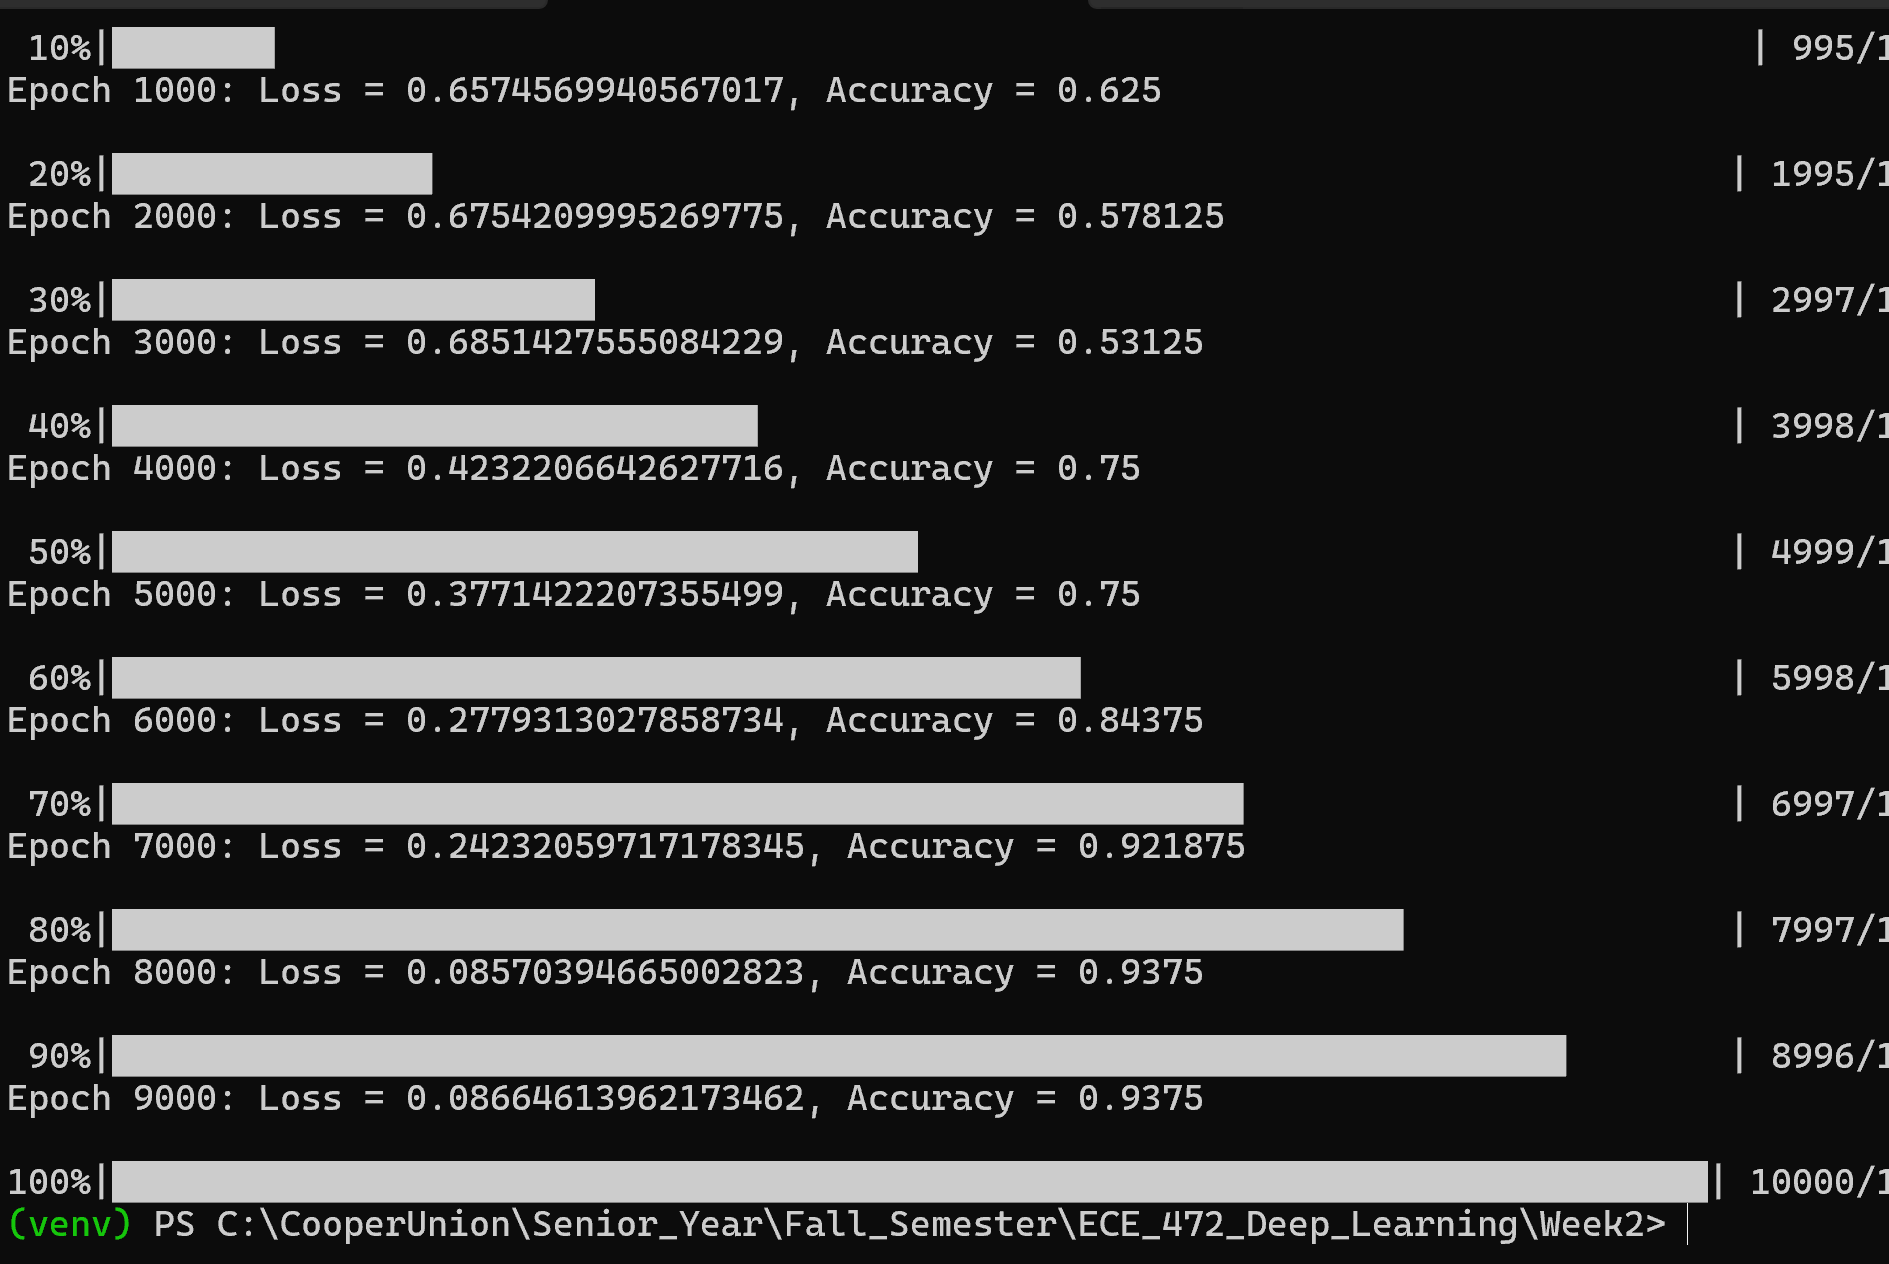 10%| | 995/1
Epoch 1000: Loss = 0.6574569940567017, Accuracy = 0.625
20%| | 1995/1
Epoch 2000: Loss = 0.6754209995269775, Accuracy = 0.578125
30%| | 2997/1
Epoch 3000: Loss = 0.6851427555084229, Accuracy = 0.53125
40%| | 3998/1
Epoch 4000: Loss = 0.4232206642627716, Accuracy = 0.75
50%| | 4999/1
Epoch 5000: Loss = 0.3771422207355499, Accuracy = 0.75
60%| | 5998/1
Epoch 6000: Loss = 0.2779313027858734, Accuracy = 0.84375
70%| | 6997/1
Epoch 7000: Loss = 0.24232059717178345, Accuracy = 0.921875
80%| | 7997/1
Epoch 8000: Loss = 0.08570394665002823, Accuracy = 0.9375
90%| | 8996/1
Epoch 9000: Loss = 0.08664613962173462, Accuracy = 0.9375
100%| | 10000/1
(venv) PS C:\CooperUnion\Senior_Year\Fall_Semester\ECE_472_Deep_Learning\Week2>